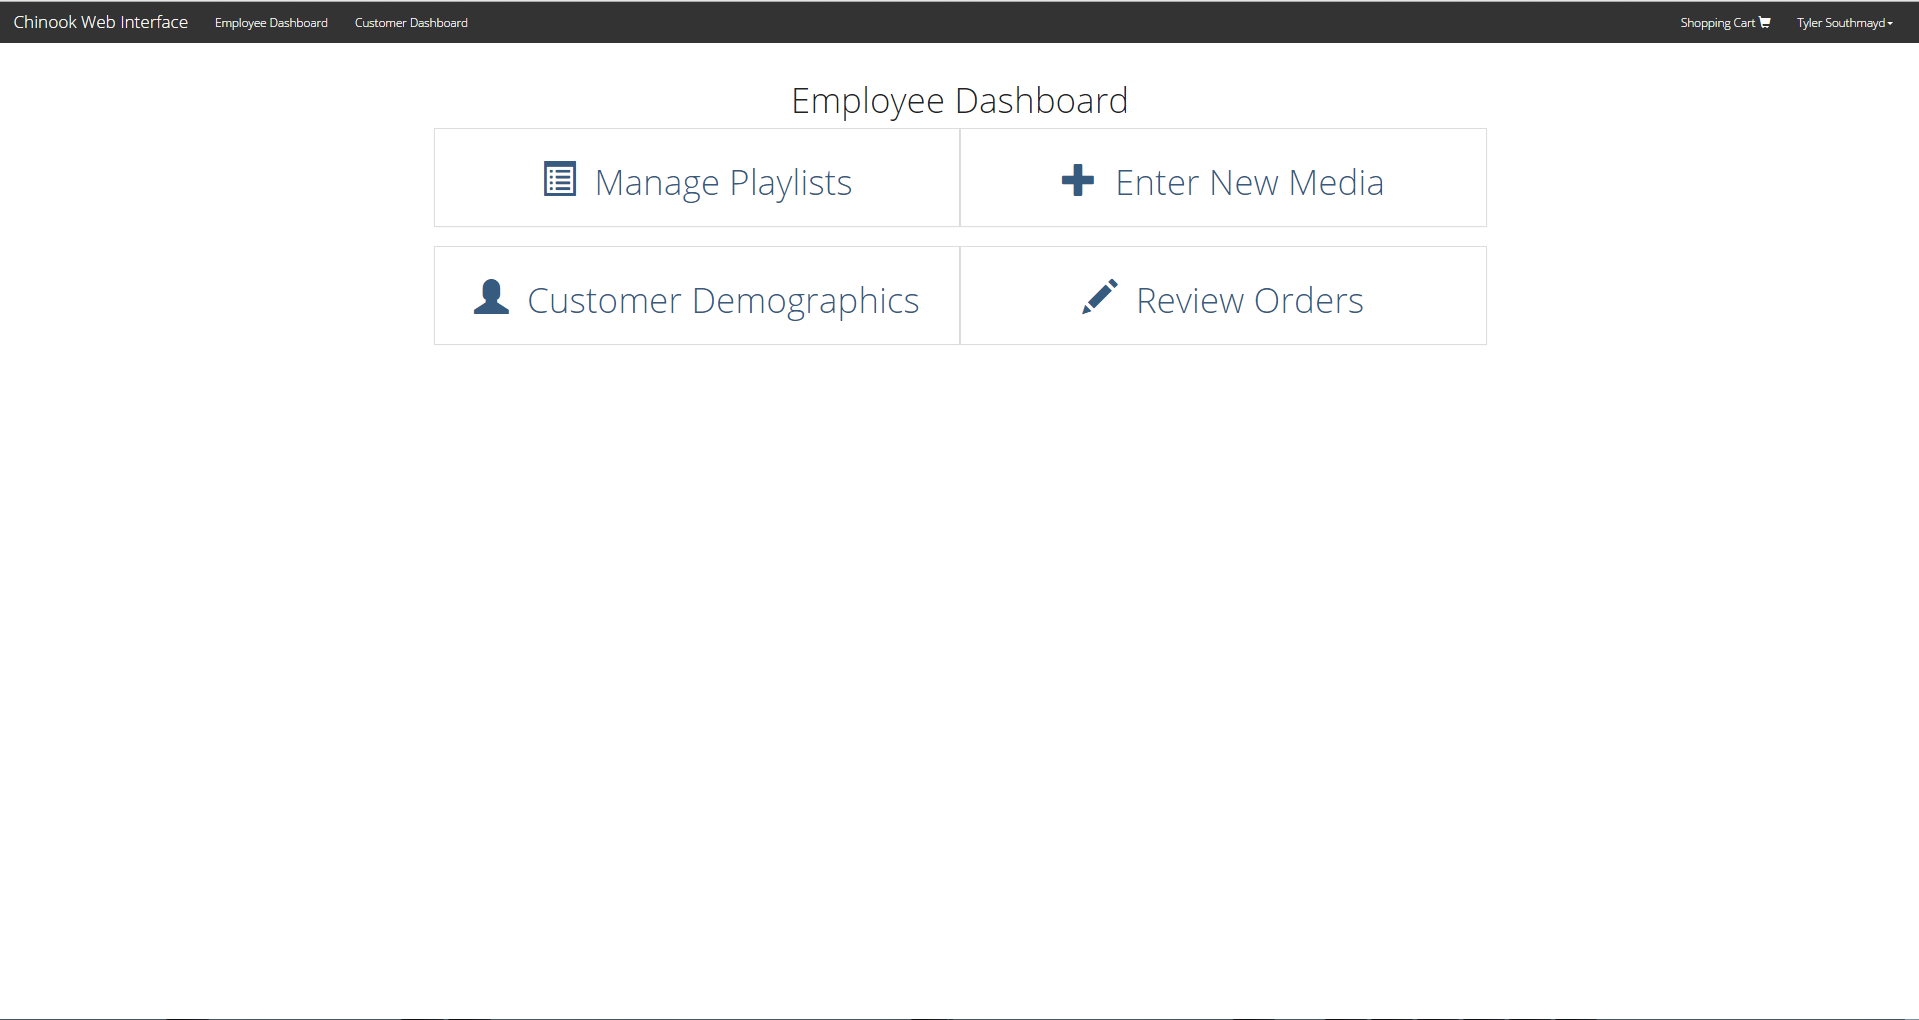 Chinook Web Interface Employee Dashboard Customer Dashboard Shopping Cart Tyler Southmayd
Employee Dashboard
Manage Playlists Enter New Media
Customer Demographics Review Orders